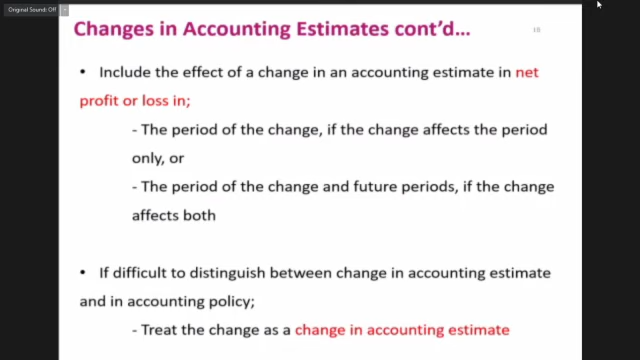 Original Sound: Off
Changes in Accounting Estimates cont'd...
18
• Include the effect of a change in an accounting estimate in net
profit or loss in;
- The period of the change, if the change affects the period
only, or
- The period of the change and future periods, if the change
affects both
• If difficult to distinguish between change in accounting estimate
and in accounting policy;
- Treat the change as a change in accounting estimate